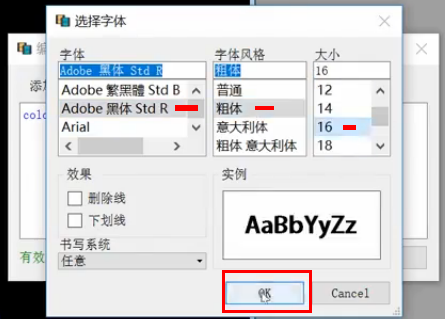 选择字体
编
添加
colo
有效
字体
Adobe 黑体 Std R
Adobe 繁黑體 Std B
Adobe 黑体 Std R
Arial
字体风格
粗体
普通
粗体
意大利体
粗体 意大利体
大小
16
12
14
16
18
效果
删除线
下划线
书写系统
任意
实例
AaBbYyZz
OK
Cancel